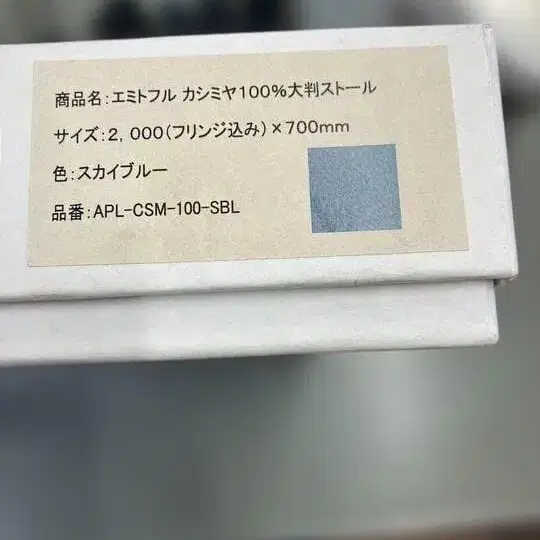 商品名：エミトフル カシミヤ100%大判ストール
サイズ：2，000（フリンジ込み）×700mm
色：スカイブルー
品番：APL-CSM-100-SBL